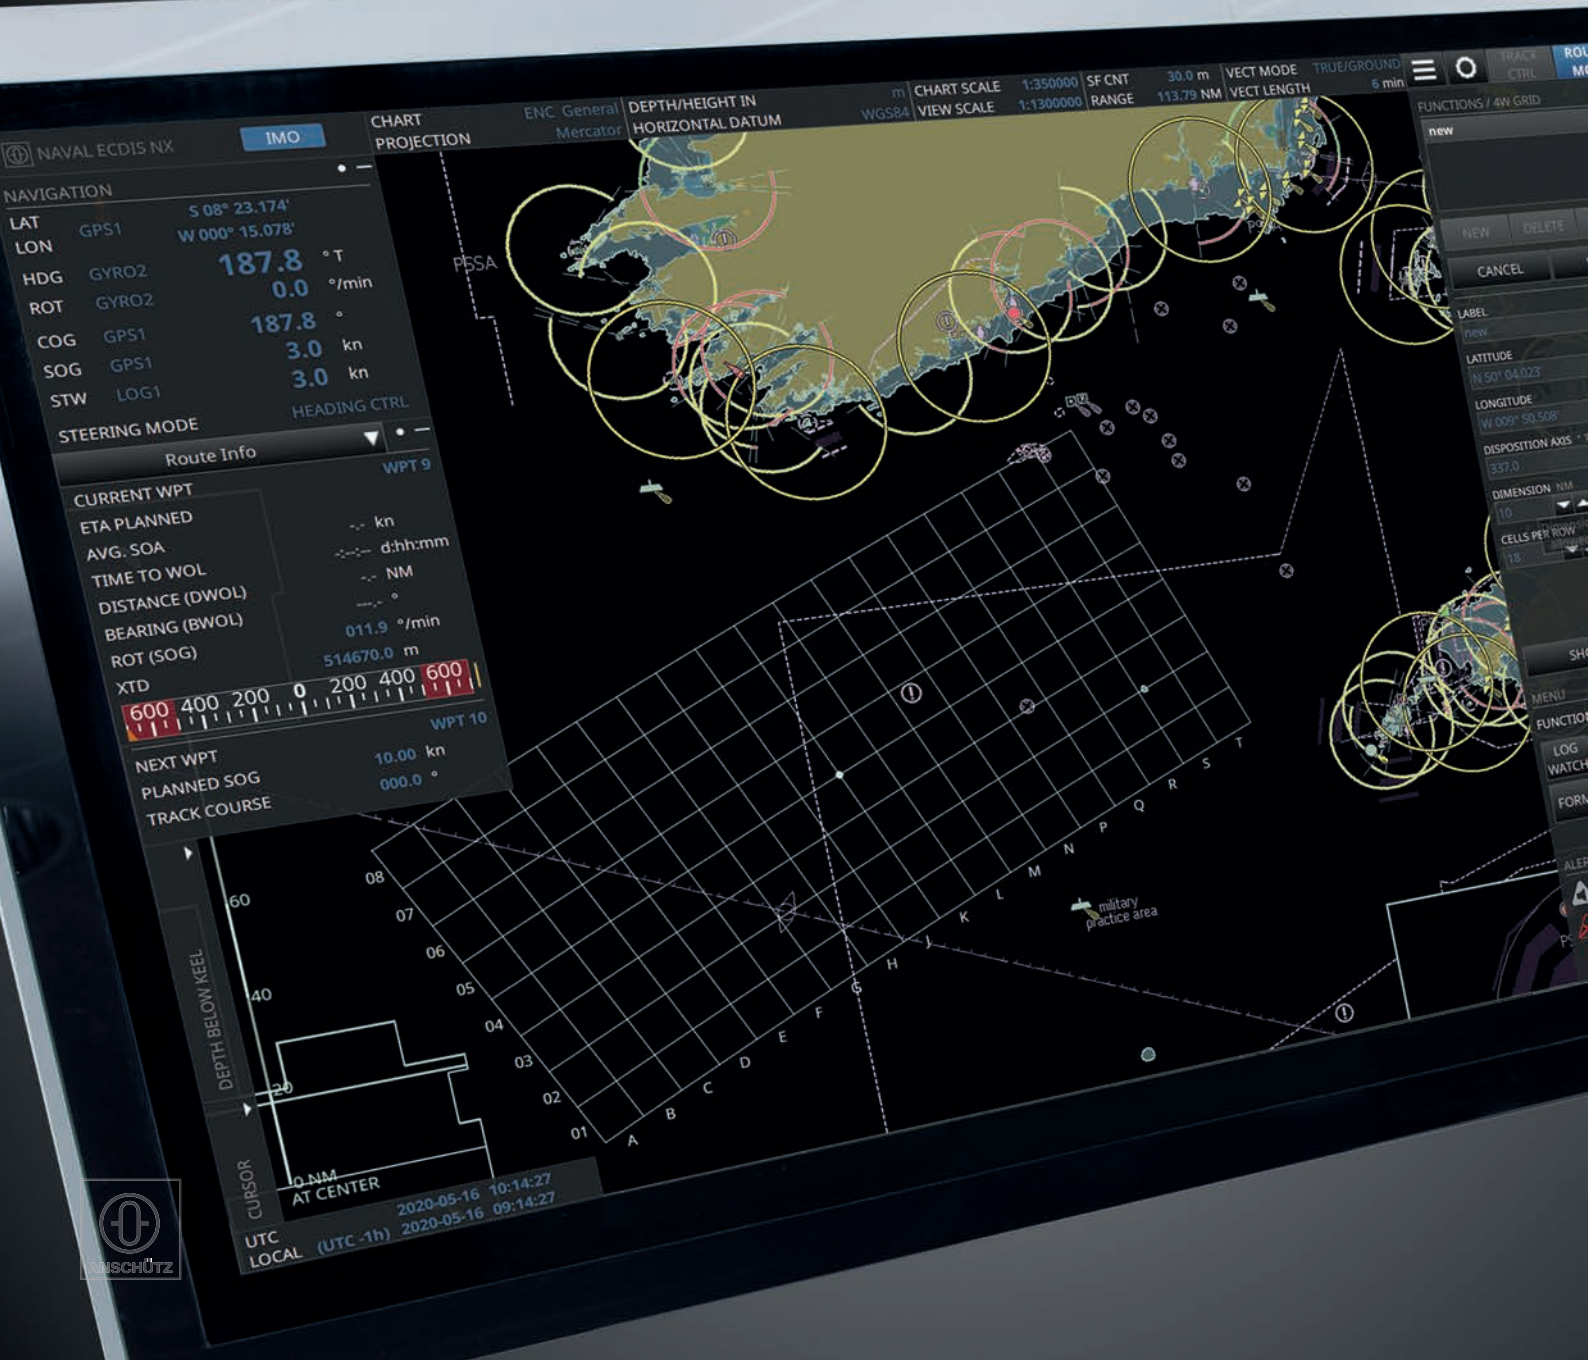 NAVAL ECDIS NX
IMO
CHART
ENC General
PROJECTION
Mercator
DEPTH/HEIGHT IN
m
HORIZONTAL DATUM
WGS84
CHART SCALE
1:350000
VIEW SCALE
1:1300000
SF CNT
30.0 m
RANGE
113.79 NM
VECT MODE
TRUE/GROUND
VECT LENGTH
6 min
TRACK
CTRL
NAVIGATION
LAT
GPS1
S 08° 23.174'
LON
W 000° 15.078'
HDG GYRO2 187.8 °T
ROT GYRO2 0.0 °/min
COG GPS1 187.8 °
SOG GPS1 3.0 kn
STW LOG1 3.0 kn
STEERING MODE HEADING CTRL
Route Info
CURRENT WPT WPT 9
ETA PLANNED
AVG. SOA -.- kn
TIME TO WOL -:--:-- d:hh:mm
DISTANCE (DWOL) -.- NM
BEARING (BWOL) ---.- °
ROT (SOG) 011.9 °/min
XTD 514670.0 m
600 400 200 0 200 400 600
NEXT WPT WPT 10
PLANNED SOG 10.00 kn
TRACK COURSE 000.0 °
DEPTH BELOW KEEL
60
40
20
0 NM
AT CENTER
CURSOR
UTC 2020-05-16 10:14:27
LOCAL (UTC -1h) 2020-05-16 09:14:27
PSSA
08
07
06
05
04
03
02
01
A
B
C
D
E
F
G
H
J
K
L
M
N
P
Q
R
S
T
military
practice area
FUNCTIONS / 4W GRID
new
NEW
DELETE
CANCEL
LABEL
new
LATITUDE
N 50° 04.023'
LONGITUDE
W 009° 50.508'
DISPOSITION AXIS
337.0
DIMENSION NM
10
CELLS PER ROW
18
MENU
LOG
ANSCHÜTZ